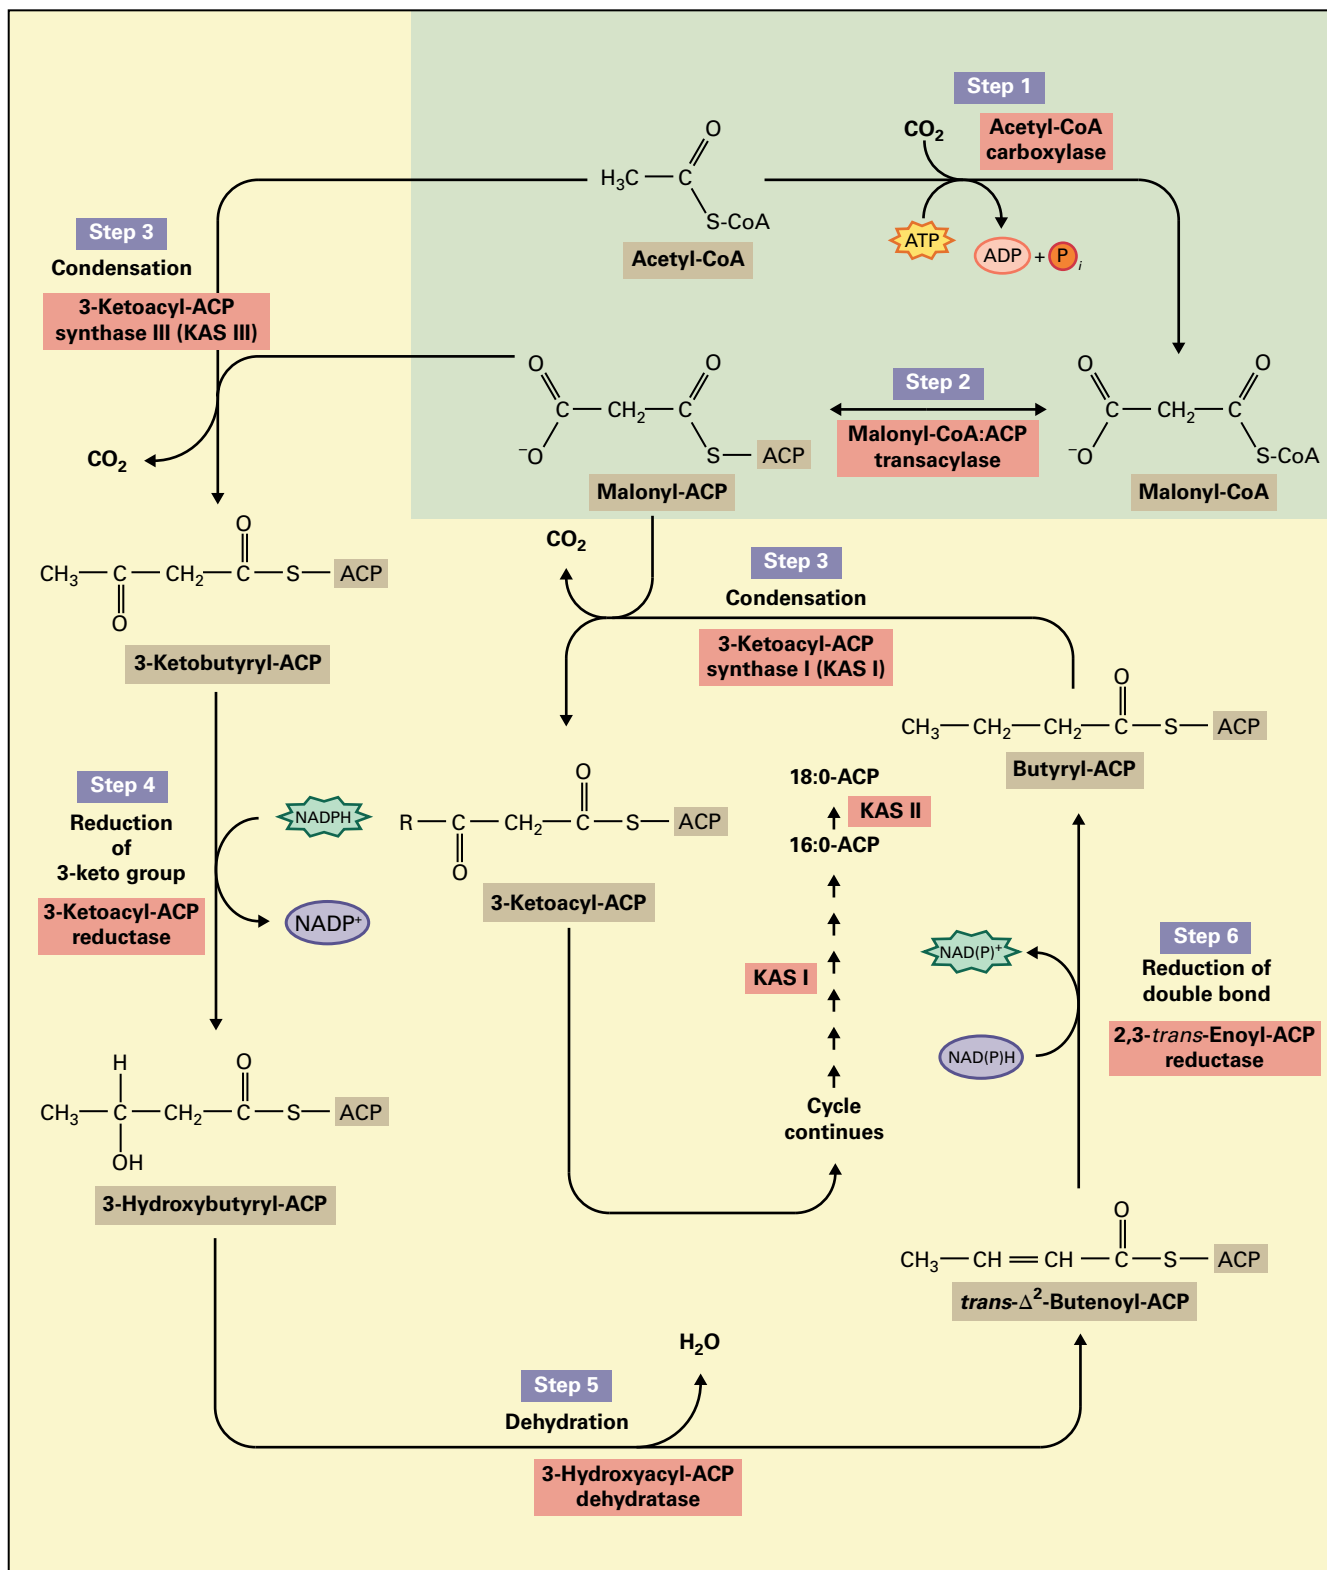 Step 1
CO₂
Acetyl-CoA
carboxylase
O
H₃C — C
S-CoA
Acetyl-CoA
ATP
ADP + Pᵢ
Step 3
Condensation
3-Ketoacyl-ACP
synthase III (KAS III)
CO₂
O O
C — CH₂ — C
⁻O S — ACP
Malonyl-ACP
Step 2
Malonyl-CoA:ACP
transacylase
O O
C — CH₂ — C
⁻O S-CoA
Malonyl-CoA
O
CH₃ — C — CH₂ — C — S — ACP
O
3-Ketobutyryl-ACP
CO₂
Step 3
Condensation
3-Ketoacyl-ACP
synthase I (KAS I)
O
CH₃ — CH₂ — CH₂ — C — S — ACP
Butyryl-ACP
Step 4
Reduction
of
3-keto group
3-Ketoacyl-ACP
reductase
NADPH
NADP⁺
O
R — C — CH₂ — C — S — ACP
O
3-Ketoacyl-ACP
18:0-ACP
KAS II
16:0-ACP
KAS I
Cycle
continues
NAD(P)⁺
NAD(P)H
Step 6
Reduction of
double bond
2,3-trans-Enoyl-ACP
reductase
H O
CH₃ — C — CH₂ — C — S — ACP
OH
3-Hydroxybutyryl-ACP
O
CH₃ — CH = CH — C — S — ACP
trans-Δ²-Butenoyl-ACP
H₂O
Step 5
Dehydration
3-Hydroxyacyl-ACP
dehydratase